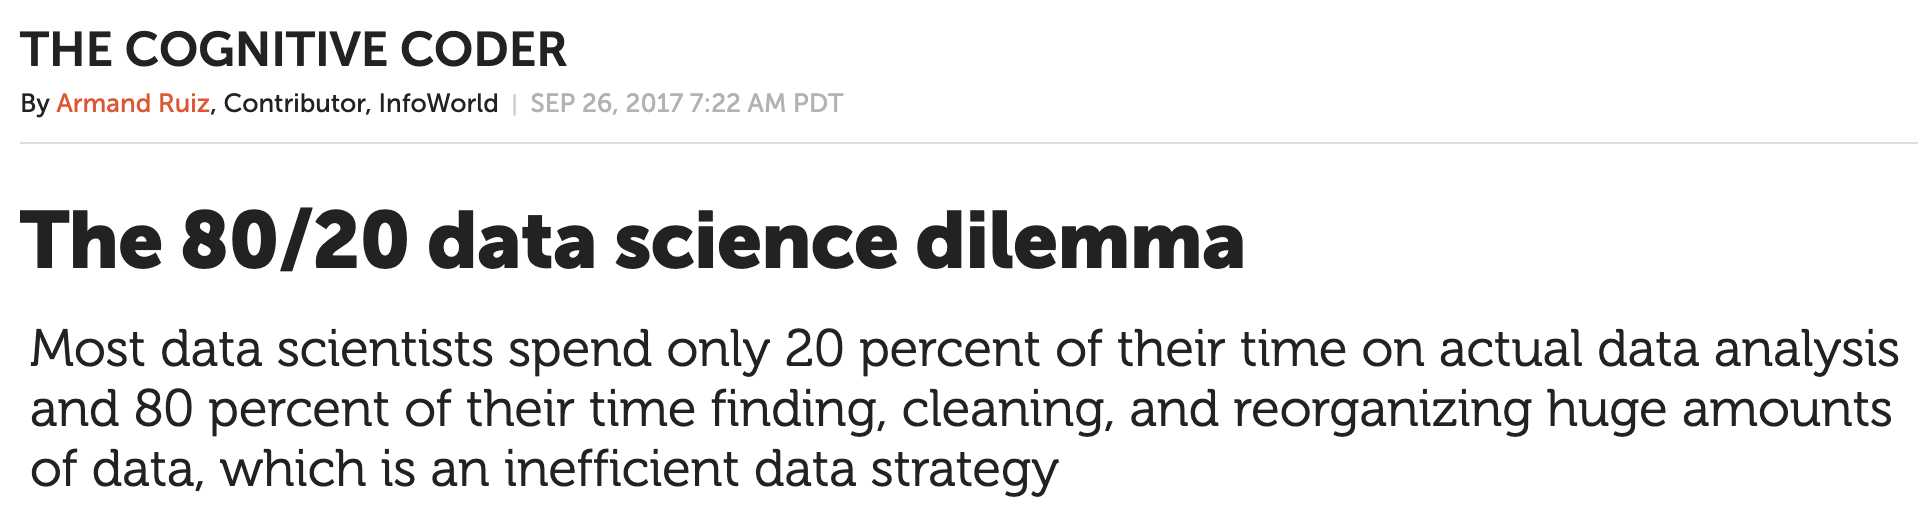 THE COGNITIVE CODER
By Armand Ruiz, Contributor, InfoWorld | SEP 26, 2017 7:22 AM PDT
The 80/20 data science dilemma
Most data scientists spend only 20 percent of their time on actual data analysis
and 80 percent of their time finding, cleaning, and reorganizing huge amounts
of data, which is an inefficient data strategy